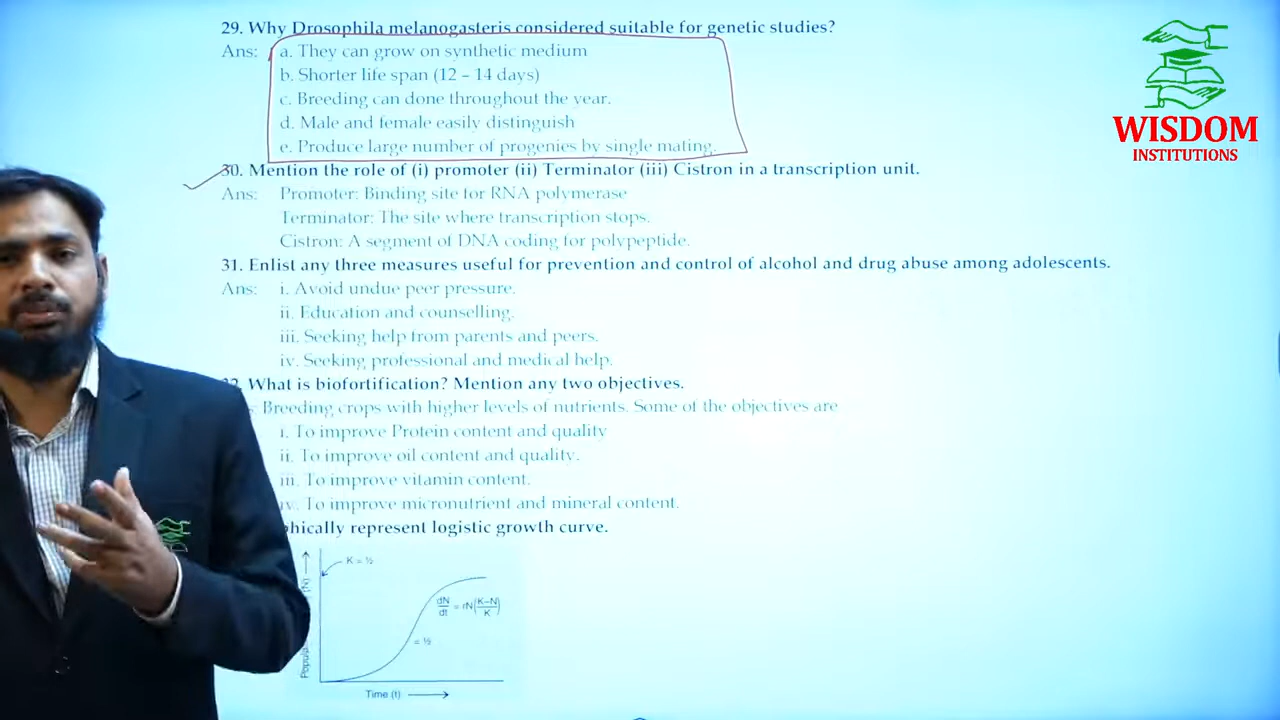 29. Why Drosophila melanogasteris considered suitable for genetic studies?
Ans: a. They can grow on synthetic medium
b. Shorter life span (12 – 14 days)
c. Breeding can done throughout the year.
d. Male and female easily distinguish
e. Produce large number of progenies by single mating.
30. Mention the role of (i) promoter (ii) Terminator (iii) Cistron in a transcription unit.
Ans: Promoter: Binding site for RNA polymerase
Terminator: The site where transcription stops.
Cistron: A segment of DNA coding for polypeptide.
31. Enlist any three measures useful for prevention and control of alcohol and drug abuse among adolescents.
Ans: i. Avoid undue peer pressure.
ii. Education and counselling.
iii. Seeking help from parents and peers.
iv. Seeking professional and medical help.
What is biofortification? Mention any two objectives.
Breeding crops with higher levels of nutrients. Some of the objectives are
i. To improve Protein content and quality
ii. To improve oil content and quality.
iii. To improve vitamin content.
iv. To improve micronutrient and mineral content.
represent logistic growth curve.
K = ½
(N)
dN/dt = rN(K–N/K)
= ½
Time (t)
WISDOM
INSTITUTIONS